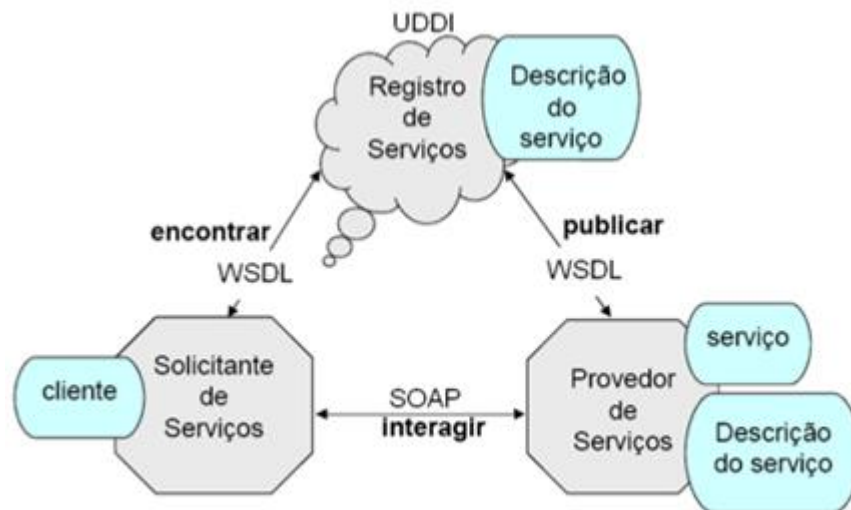 UDDI
Registro
de
Serviços
Descrição
do
serviço
encontrar
WSDL
publicar
WSDL
cliente
Solicitante
de
Serviços
SOAP
interagir
Provedor
de
Serviços
serviço
Descrição
do serviço